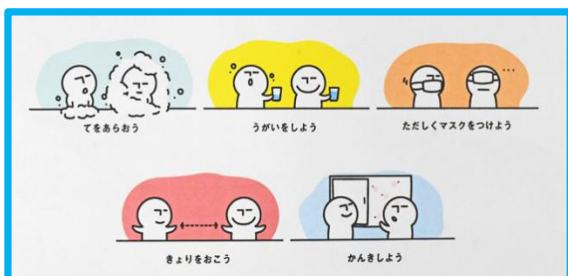 てをあらおう
うがいをしよう
ただしくマスクをつけよう
きょりをおこう
かんきしよう